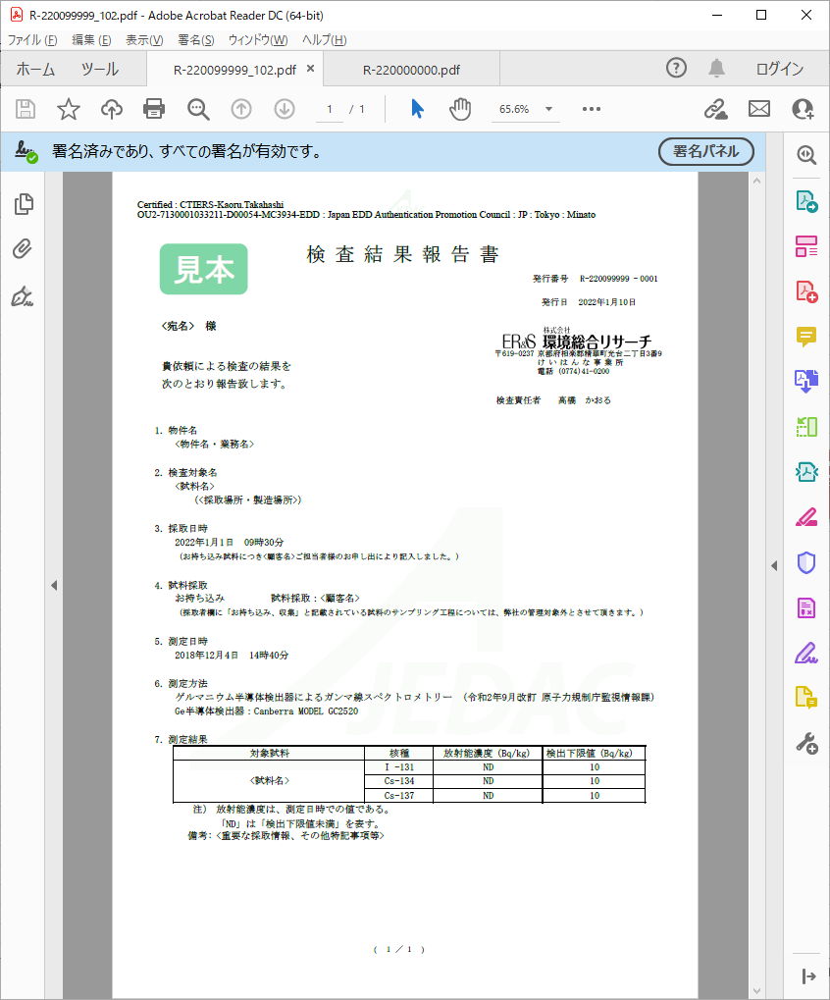 R-220099999_102.pdf - Adobe Acrobat Reader DC (64-bit)
ファイル(F) 編集(E) 表示(V) 署名(S) ウィンドウ(W) ヘルプ(H)
ホーム ツール R-220099999_102.pdf × R-220000000.pdf ログイン
1 / 1 65.6%
署名済みであり、すべての署名が有効です。 署名パネル
Certified : CTIERS-Kaoru.Takahashi
OU2-7130001033211-D00054-MC3934-EDD : Japan EDD Authentication Promotion Council : JP : Tokyo : Minato
見本
検査結果報告書
発行番号 R-220099999 - 0001
発行日 2022年1月10日
<宛名> 様
株式会社
ER&S 環境総合リサーチ
〒619-0237 京都府相楽郡精華町光台二丁目3番9
けいはんな事業所
電話 (0774)41-0200
貴依頼による検査の結果を
次のとおり報告致します。
検査責任者 高橋 かおる
1. 物件名
<物件名・業務名>
2. 検査対象名
<試料名>
(<採取場所・製造場所>)
3. 採取日時
2022年1月1日 09時30分
(お持ち込み試料につき<顧客名>ご担当者様のお申し出により記入しました。)
4. 試料採取
お持ち込み 試料採取:<顧客名>
(採取者欄に「お持ち込み、収集」と記載されている試料のサンプリング工程については、弊社の管理対象外とさせて頂きます。)
5. 測定日時
2018年12月4日 14時40分
6. 測定方法
ゲルマニウム半導体検出器によるガンマ線スペクトロメトリー (令和2年9月改訂 原子力規制庁監視情報課)
Ge半導体検出器:Canberra MODEL GC2520
7. 測定結果
対象試料 核種 放射能濃度 (Bq/kg) 検出下限値 (Bq/kg)
<試料名>
I -131 ND 10
Cs-134 ND 10
Cs-137 ND 10
注) 放射能濃度は、測定日時での値である。
「ND」は「検出下限値未満」を表す。
備考:<重要な採取情報、その他特記事項等>
JEDAC
( 1 / 1 )